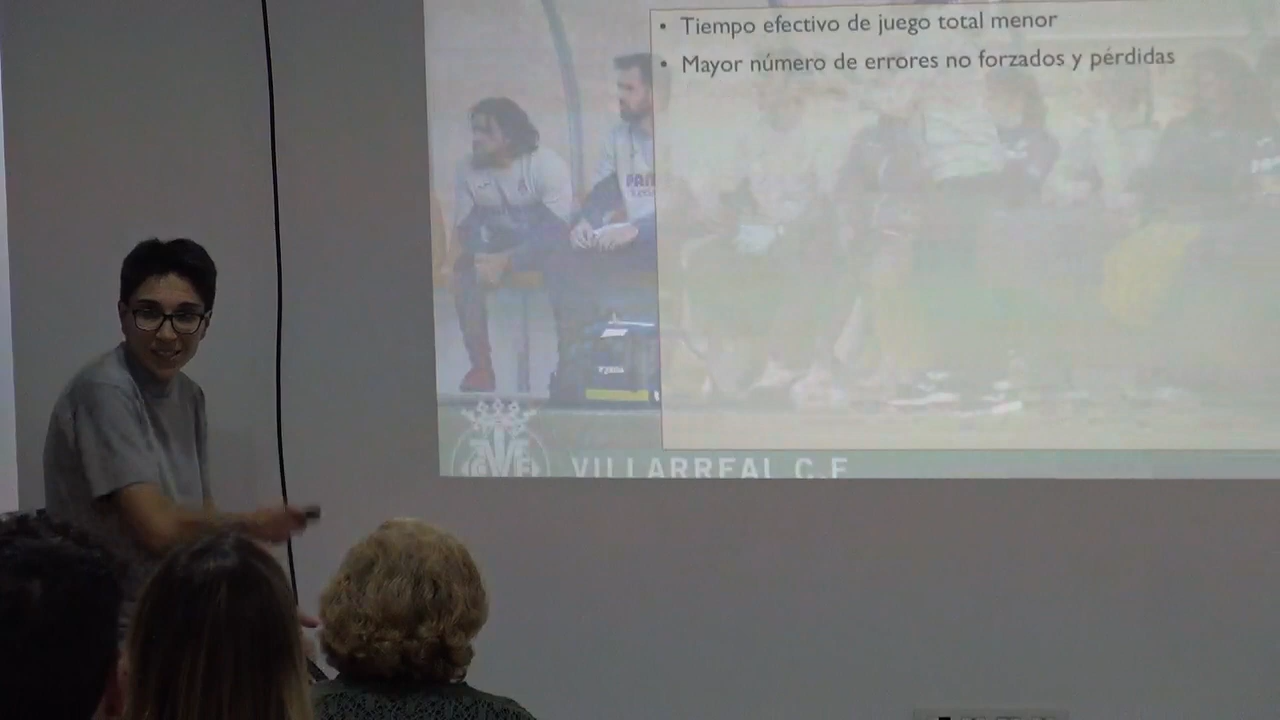 • Tiempo efectivo de juego total menor
• Mayor número de errores no forzados y pérdidas
VILLARREAL C.F